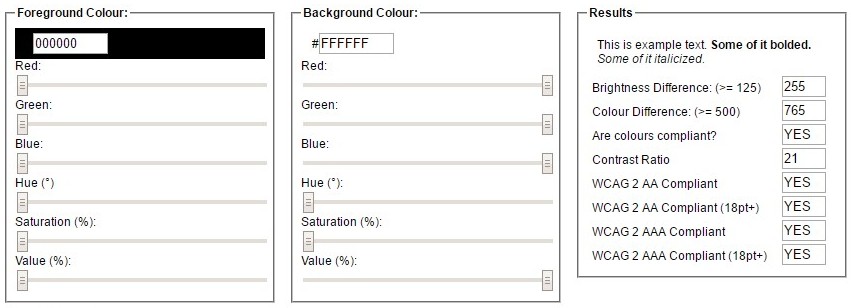 Foreground Colour:
000000
Red:
Green:
Blue:
Hue (°)
Saturation (%):
Value (%):
Background Colour:
#FFFFFF
Red:
Green:
Blue:
Hue (°):
Saturation (%):
Value (%):
Results
This is example text. Some of it bolded.
Some of it italicized.
Brightness Difference: (>= 125) 255
Colour Difference: (>= 500) 765
Are colours compliant? YES
Contrast Ratio 21
WCAG 2 AA Compliant YES
WCAG 2 AA Compliant (18pt+) YES
WCAG 2 AAA Compliant YES
WCAG 2 AAA Compliant (18pt+) YES